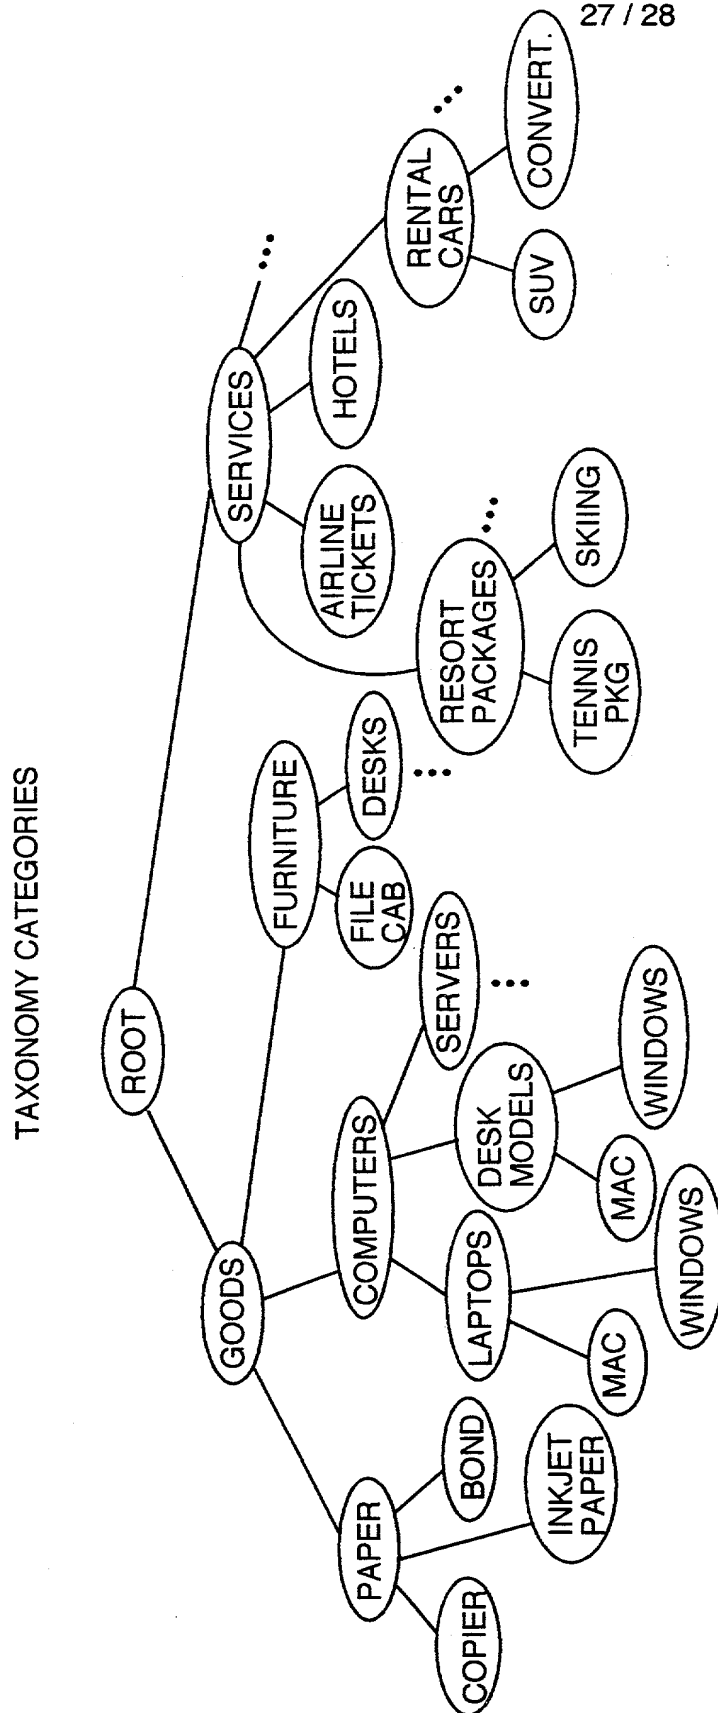 27 / 28
TAXONOMY CATEGORIES
ROOT
GOODS
SERVICES
PAPER
COMPUTERS
FURNITURE
AIRLINE
TICKETS
HOTELS
RENTAL
CARS
COPIER
INKJET
PAPER
BOND
LAPTOPS
DESK
MODELS
SERVERS
FILE
CAB
DESKS
RESORT
PACKAGES
SUV
CONVERT.
MAC
WINDOWS
MAC
WINDOWS
TENNIS
PKG
SKIING